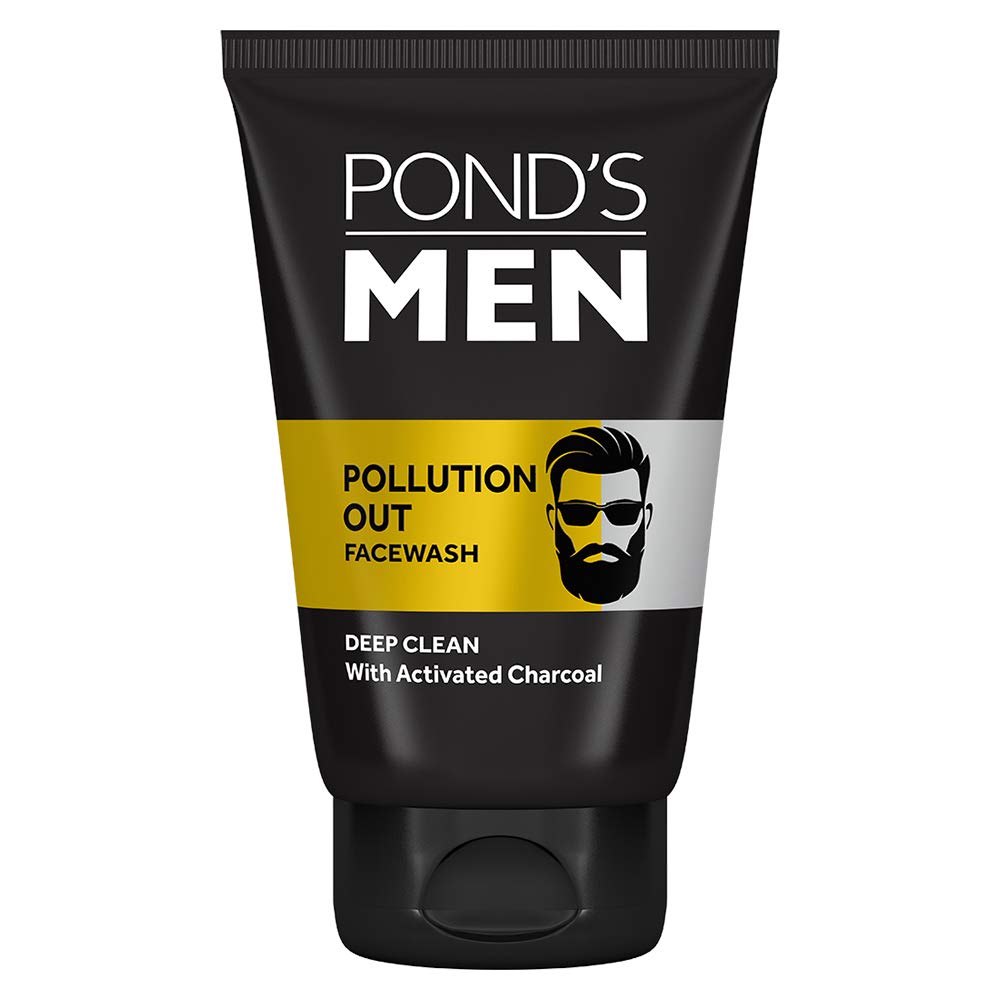 POND'S
MEN
POLLUTION
OUT
FACEWASH
DEEP CLEAN
With Activated Charcoal